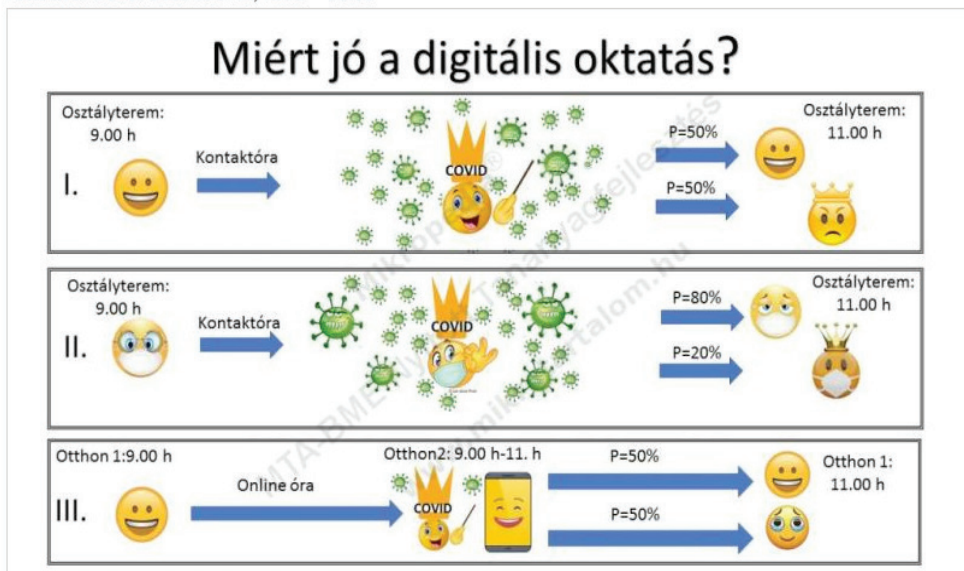 Miért jó a digitális oktatás?
Osztályterem:
9.00 h
I.
Kontaktóra
COVID
P=50%
P=50%
Osztályterem:
11.00 h
Osztályterem:
9.00 h
II.
Kontaktóra
COVID
P=80%
P=20%
Osztályterem:
11.00 h
Otthon 1:9.00 h
III.
Online óra
Otthon2: 9.00 h-11. h
COVID
P=50%
P=50%
Otthon 1:
11.00 h